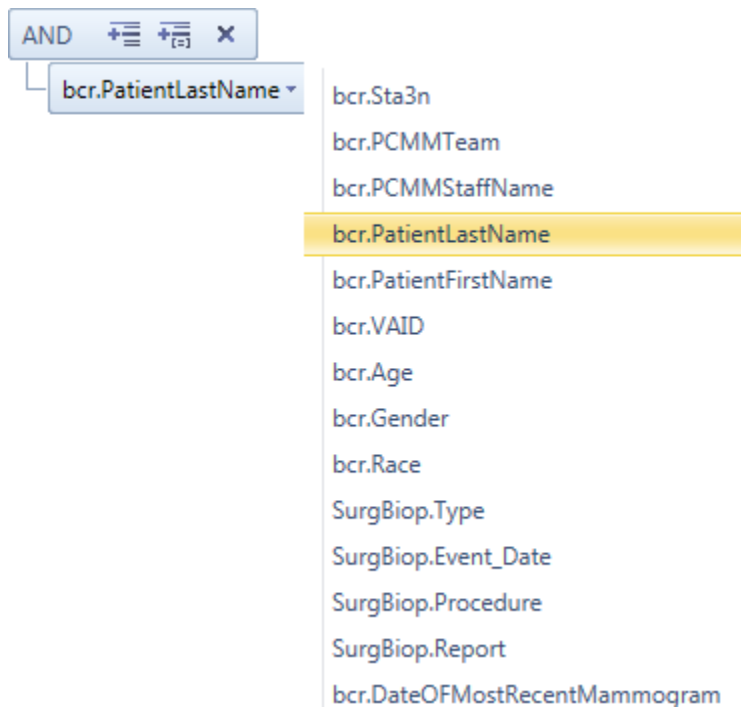 AND
bcr.PatientLastName
bcr.Sta3n
bcr.PCMMTeam
bcr.PCMMStaffName
bcr.PatientLastName
bcr.PatientFirstName
bcr.VAID
bcr.Age
bcr.Gender
bcr.Race
SurgBiop.Type
SurgBiop.Event_Date
SurgBiop.Procedure
SurgBiop.Report
bcr.DateOFMostRecentMammogram